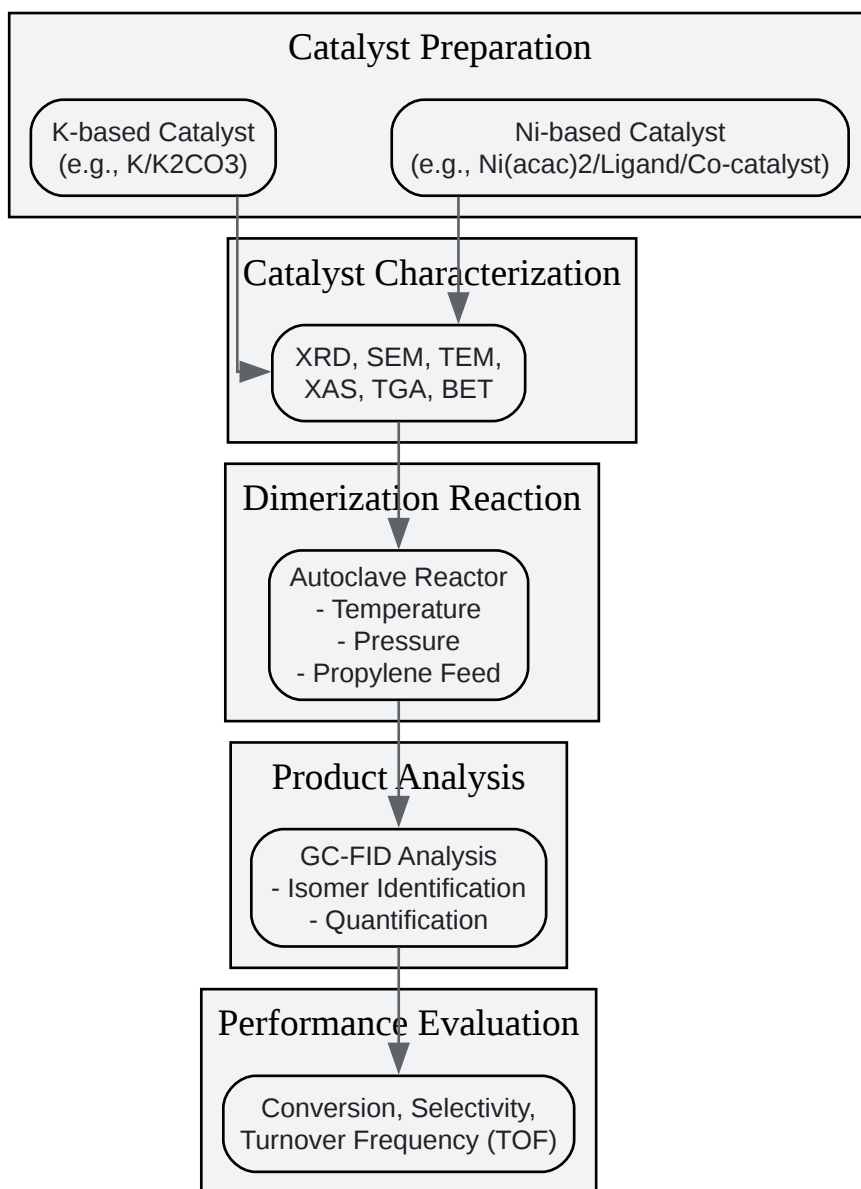 Catalyst Preparation
K-based Catalyst
(e.g., K/K2CO3)
Ni-based Catalyst
(e.g., Ni(acac)2/Ligand/Co-catalyst)
Catalyst Characterization
XRD, SEM, TEM,
XAS, TGA, BET
Dimerization Reaction
Autoclave Reactor
- Temperature
- Pressure
- Propylene Feed
Product Analysis
GC-FID Analysis
- Isomer Identification
- Quantification
Performance Evaluation
Conversion, Selectivity,
Turnover Frequency (TOF)